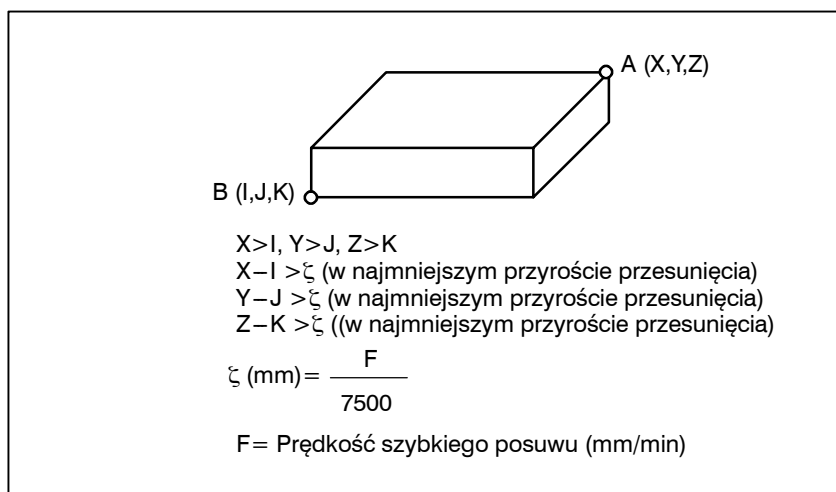 A (X,Y,Z)
B (I,J,K)
X>I, Y>J, Z>K
X−I >ζ (w najmniejszym przyroście przesunięcia)
Y−J >ζ (w najmniejszym przyroście przesunięcia)
Z−K >ζ ((w najmniejszym przyroście przesunięcia)
ζ (mm)= F
7500
F= Prędkość szybkiego posuwu (mm/min)